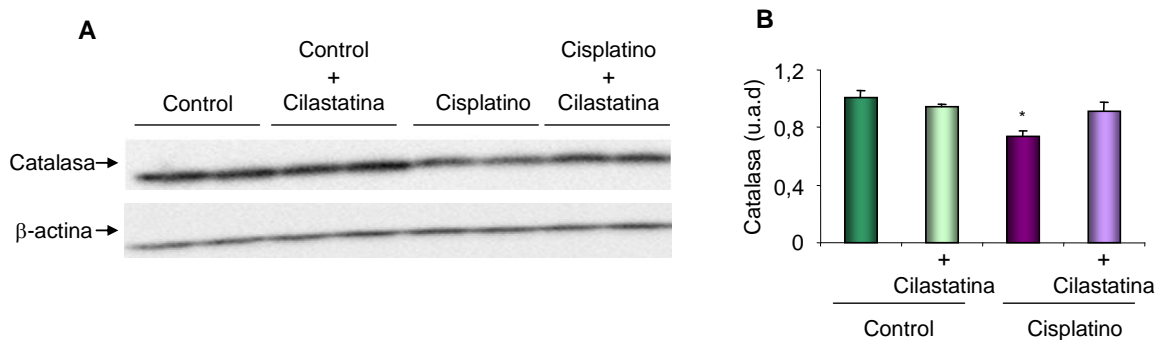 A
Control
Control
+
Cilastatina
Cisplatino
Cisplatino
+
Cilastatina
Catalasa
β-actina
B
Catalasa (u.a.d)
1,2
0,8
0,4
0
*
+
Cilastatina
+
Cilastatina
Control
Cisplatino